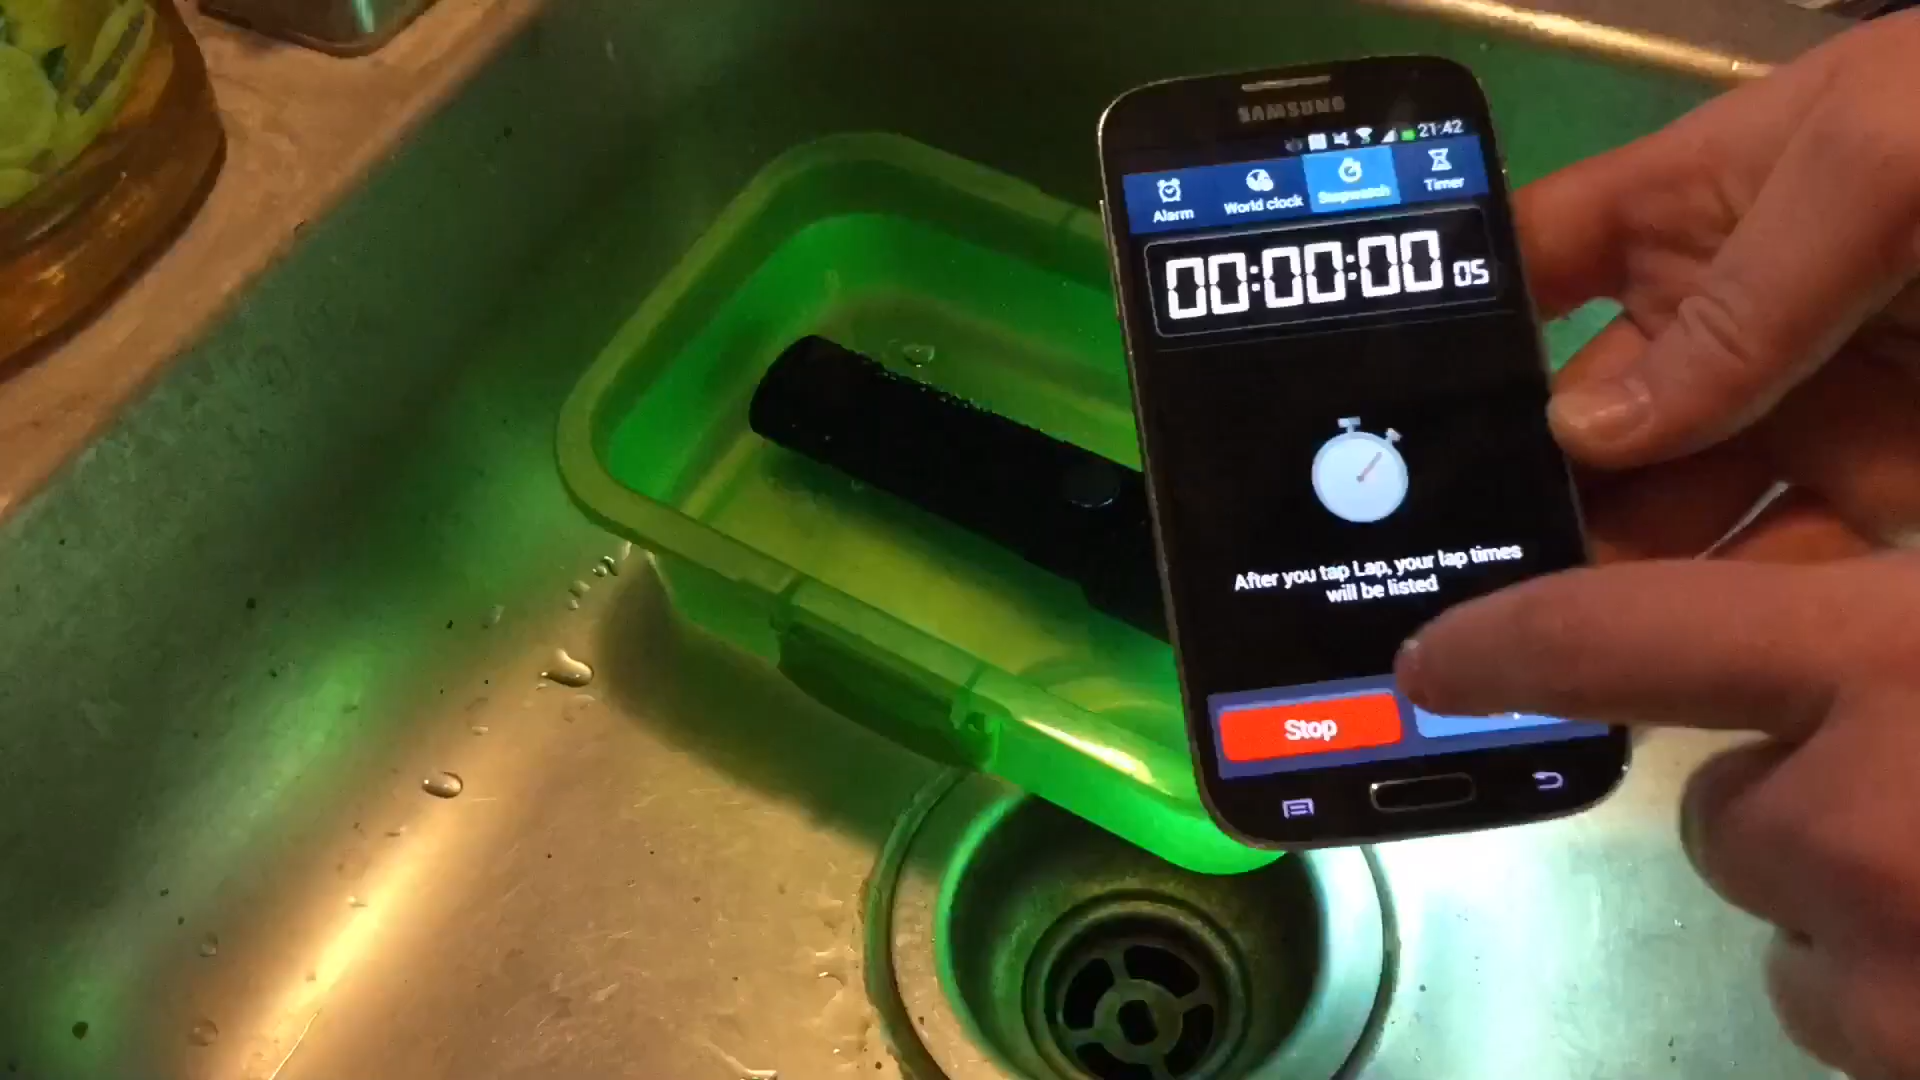 SAMSUNG
21:42
Alarm World clock Stopwatch Timer
00:00:00 05
After you tap Lap, your lap times
will be listed
Stop